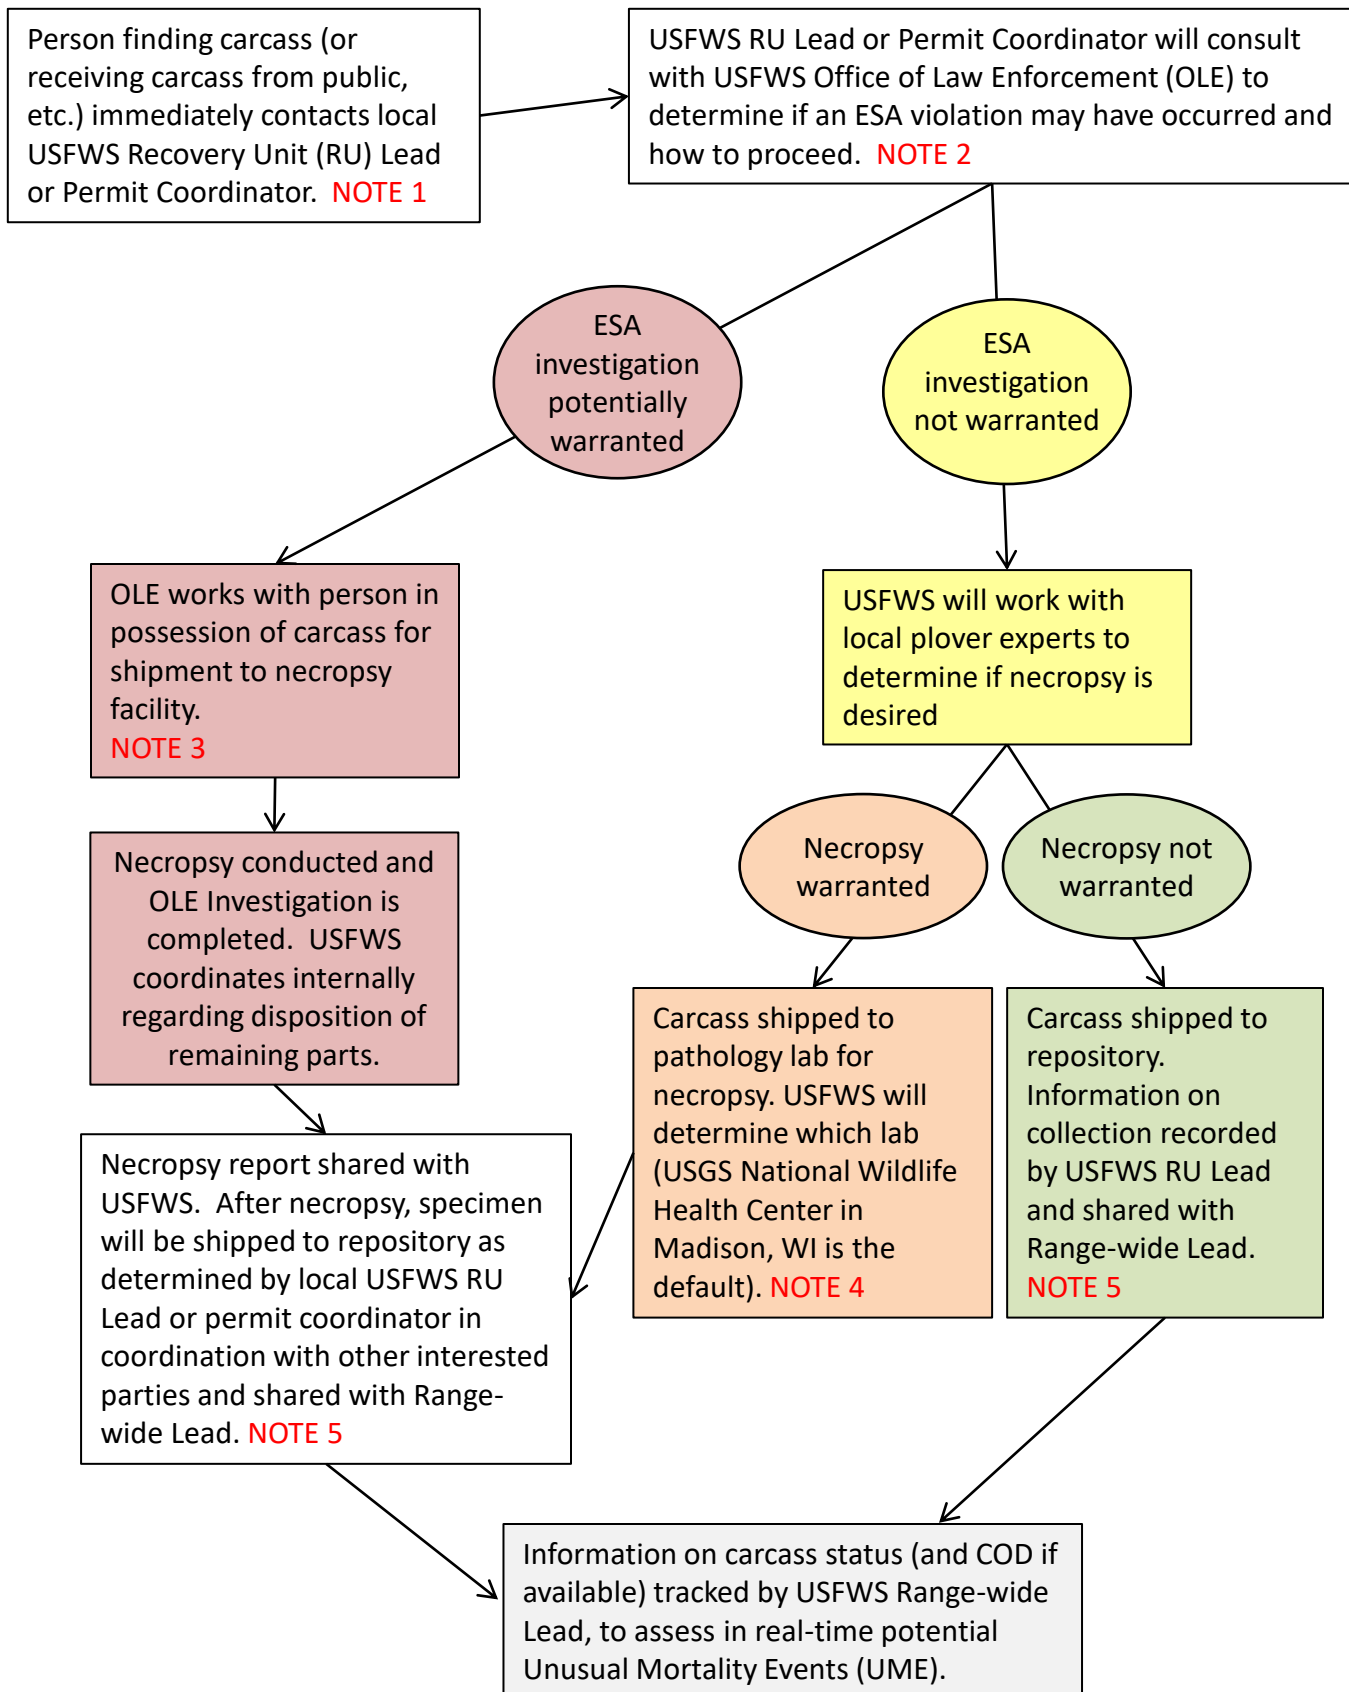 Person finding carcass (or
receiving carcass from public,
etc.) immediately contacts local
USFWS Recovery Unit (RU) Lead
or Permit Coordinator.  NOTE 1
USFWS RU Lead or Permit Coordinator will consult
with USFWS Office of Law Enforcement (OLE) to
determine if an ESA violation may have occurred and
how to proceed.  NOTE 2
ESA
investigation
potentially
warranted
ESA
investigation
not warranted
OLE works with person in
possession of carcass for
shipment to necropsy
facility.
NOTE 3
USFWS will work with
local plover experts to
determine if necropsy is
desired
Necropsy conducted and
OLE Investigation is
completed.  USFWS
coordinates internally
regarding disposition of
remaining parts.
Necropsy
warranted
Necropsy not
warranted
Carcass shipped to
pathology lab for
necropsy. USFWS will
determine which lab
(USGS National Wildlife
Health Center in
Madison, WI is the
default). NOTE 4
Carcass shipped to
repository.
Information on
collection recorded
by USFWS RU Lead
and shared with
Range-wide Lead.
NOTE 5
Necropsy report shared with
USFWS.  After necropsy, specimen
will be shipped to repository as
determined by local USFWS RU
Lead or permit coordinator in
coordination with other interested
parties and shared with Range-
wide Lead. NOTE 5
Information on carcass status (and COD if
available) tracked by USFWS Range-wide
Lead, to assess in real-time potential
Unusual Mortality Events (UME).